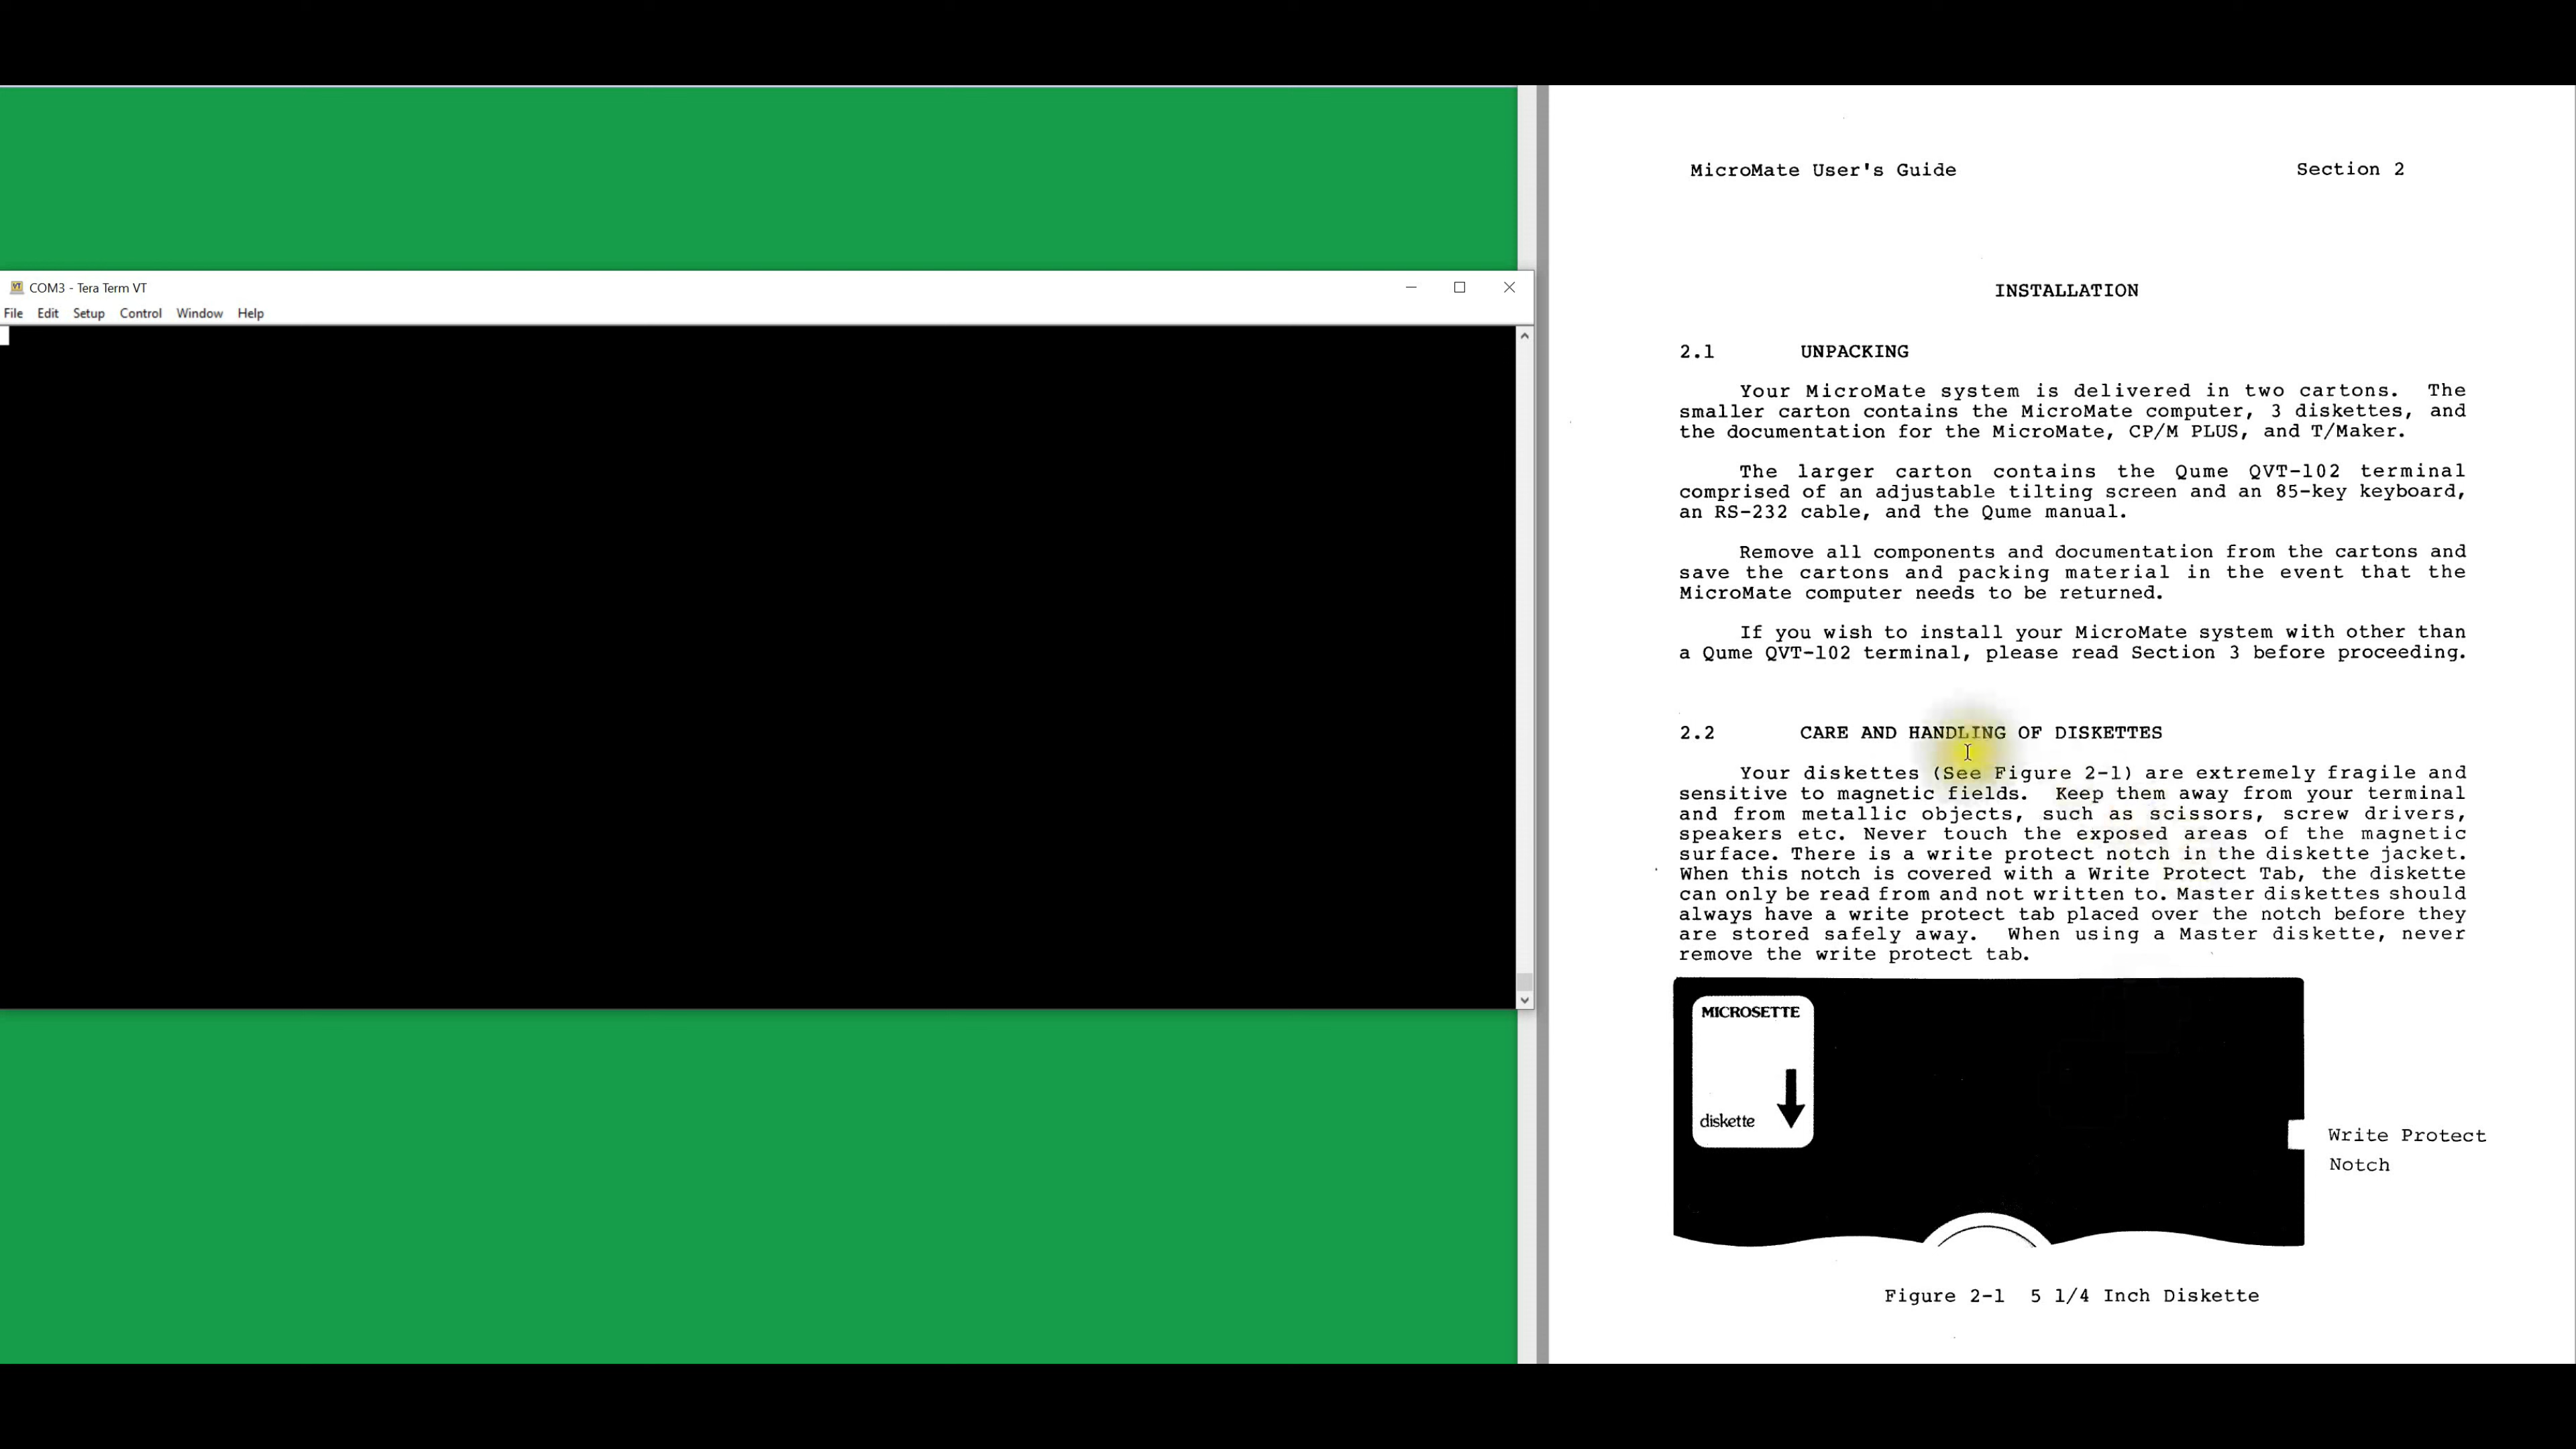 COM3 - Tera Term VT
File Edit Setup Control Window Help
MicroMate User's Guide Section 2
INSTALLATION
2.1 UNPACKING
Your MicroMate system is delivered in two cartons. The
smaller carton contains the MicroMate computer, 3 diskettes, and
the documentation for the MicroMate, CP/M PLUS, and T/Maker.
The larger carton contains the Qume QVT-102 terminal
comprised of an adjustable tilting screen and an 85-key keyboard,
an RS-232 cable, and the Qume manual.
Remove all components and documentation from the cartons and
save the cartons and packing material in the event that the
MicroMate computer needs to be returned.
If you wish to install your MicroMate system with other than
a Qume QVT-102 terminal, please read Section 3 before proceeding.
2.2 CARE AND HANDLING OF DISKETTES
Your diskettes (See Figure 2-1) are extremely fragile and
sensitive to magnetic fields. Keep them away from your terminal
and from metallic objects, such as scissors, screw drivers,
speakers etc. Never touch the exposed areas of the magnetic
surface. There is a write protect notch in the diskette jacket.
When this notch is covered with a Write Protect Tab, the diskette
can only be read from and not written to. Master diskettes should
always have a write protect tab placed over the notch before they
are stored safely away. When using a Master diskette, never
remove the write protect tab.
MICROSETTE
diskette
Write Protect
Notch
Figure 2-1 5 1/4 Inch Diskette